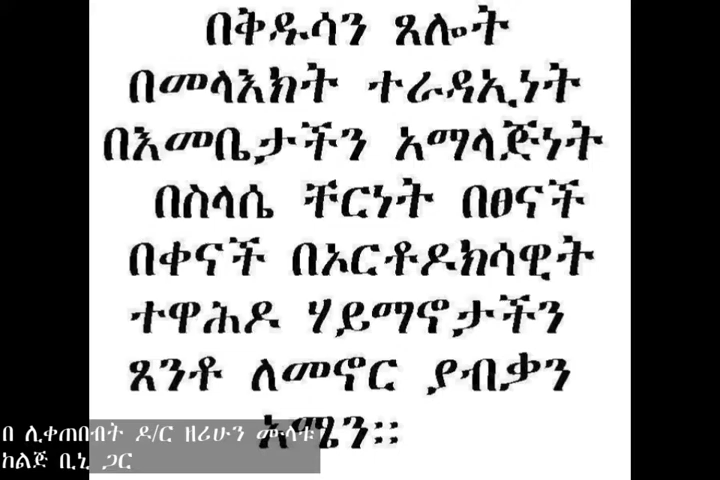 በቅዱሳን ጸሎት
በመላእክት ተራዳኢነት
በእመቤታችን አማላጅነት
በስላሴ ቸርነት በፀናች
በቀናች በኦርቶዶክሳዊት
ተዋሕዶ ሃይማኖታችን
ጸንቶ ለመኖር ያብቃን
አሜን፡፡
በ ሊቀጠበብት ዶ/ር ዘሪሁን ሙላቱ
ከልጅ ቢኒ ጋር